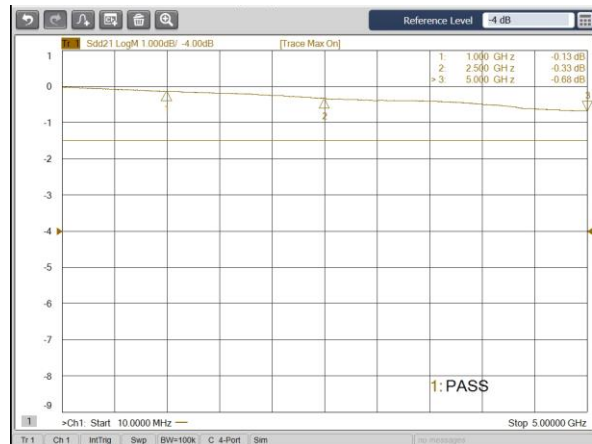 Reference Level -4 dB
Tr 1 Sdd21 LogM 1.000dB/ -4.00dB [Trace Max On]
1: 1.000 GHz -0.13 dB
2: 2.500 GHz -0.33 dB
> 3: 5.000 GHz -0.68 dB
1
0
-1
-2
-3
-4
-5
-6
-7
-8
-9
1
2
3
1: PASS
1 >Ch1: Start 10.0000 MHz Stop 5.00000 GHz
Tr 1 Ch 1 IntTrig Swp BW=100k C 4-Port Sim no messages